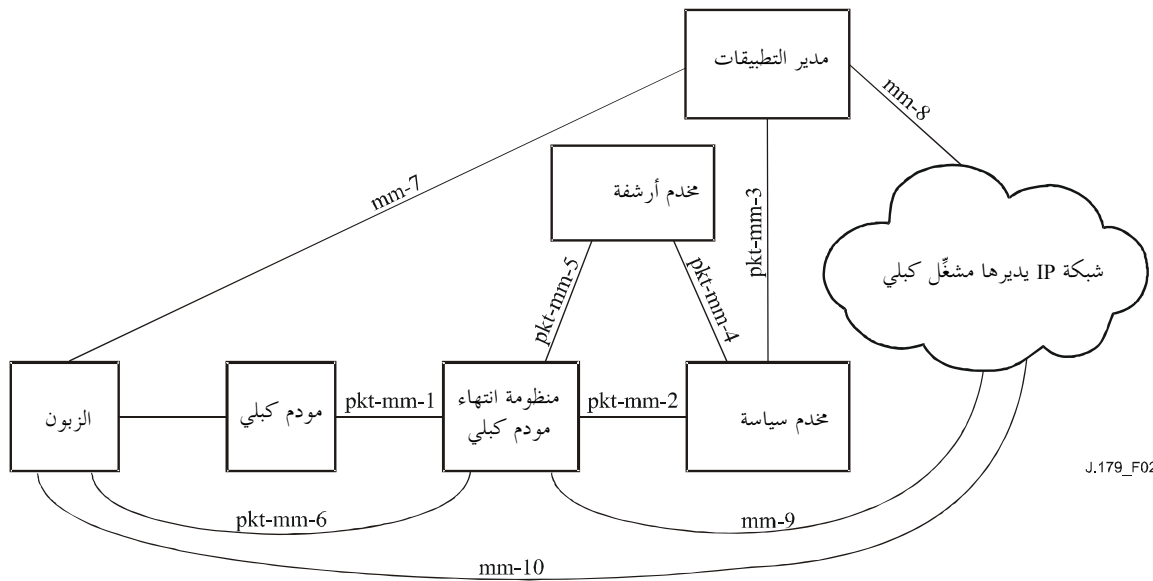 مدير التطبيقات
mm-8
mm-7
مخدم أرشفة
pkt-mm-3
شبكة IP يديرها مشغِّل كبلي
pkt-mm-5
pkt-mm-4
الزبون
مودم كبلي
pkt-mm-1
منظومة انتهاء
مودم كبلي
pkt-mm-2
مخدم سياسة
J.179_F02
pkt-mm-6
mm-9
mm-10